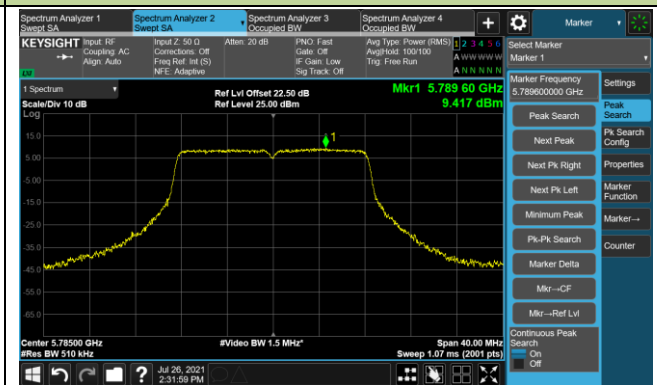 Spectrum Analyzer 1
Swept SA
Spectrum Analyzer 2
Swept SA
Spectrum Analyzer 3
Occupied BW
Spectrum Analyzer 4
Occupied BW
+
Marker
KEYSIGHT
Input: RF
Coupling: AC
Align: Auto
Input Z: 50 Ω
Corrections: Off
Freq Ref: Int (S)
NFE: Adaptive
Atten: 20 dB
PNO: Fast
Gate: Off
IF Gain: Low
Sig Track: Off
Avg Type: Power (RMS)
Avg|Hold: 100/100
Trig: Free Run
1 2 3 4 5 6
A W W W W W
A N N N N N
Select Marker
Marker 1
1 Spectrum
Scale/Div 10 dB
Log
Ref Lvl Offset 22.50 dB
Ref Level 25.00 dBm
Mkr1 5.789 60 GHz
9.417 dBm
15.0
5.00
-5.00
-15.0
-25.0
-35.0
-45.0
-55.0
-65.0
1
Center 5.78500 GHz
#Res BW 510 kHz
#Video BW 1.5 MHz*
Span 40.00 MHz
Sweep 1.07 ms (2001 pts)
Marker Frequency
5.789600000 GHz
Peak Search
Next Peak
Next Pk Right
Next Pk Left
Minimum Peak
Pk-Pk Search
Marker Delta
Mkr→CF
Mkr→Ref Lvl
Continuous Peak
Search
On
Off
Settings
Peak
Search
Pk Search
Config
Properties
Marker
Function
Marker→
Counter
?
Jul 26, 2021
2:31:59 PM